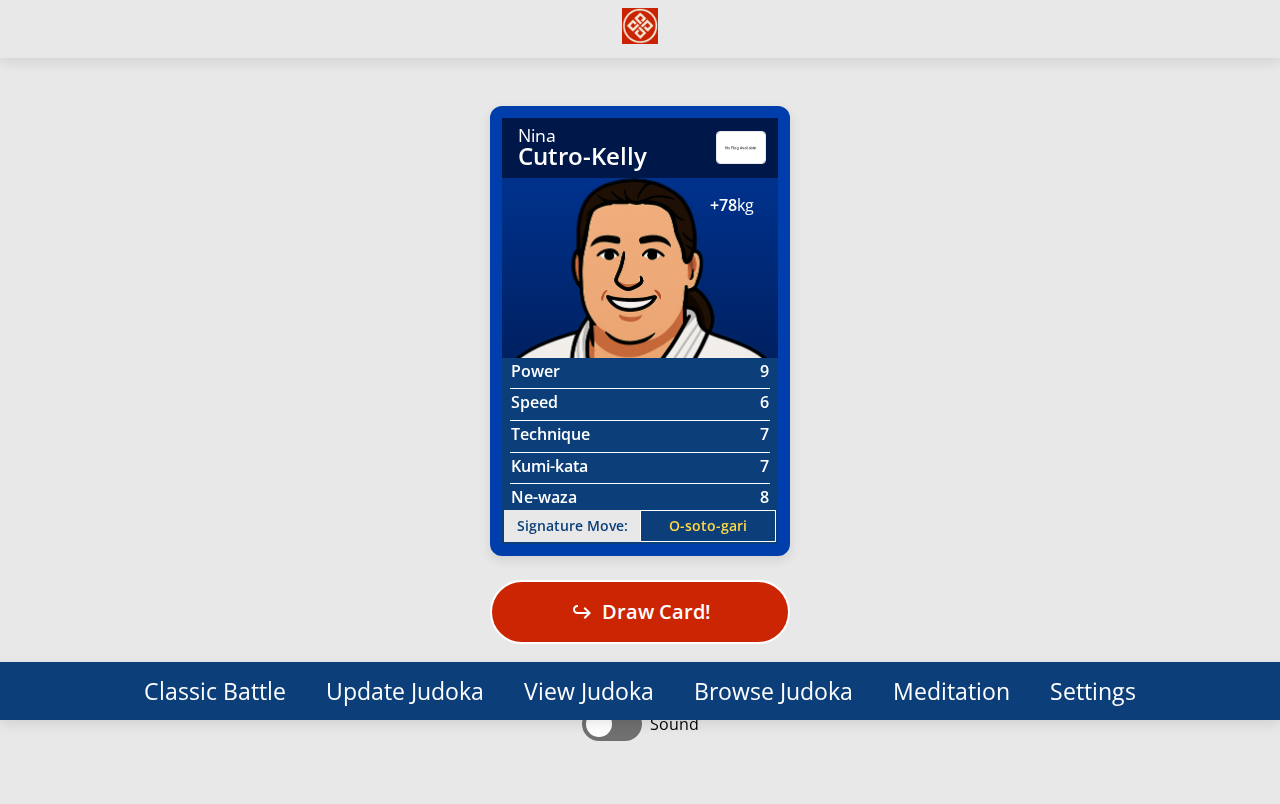 Nina
Cutro-Kelly
No Flag Available
+78kg
Power 9
Speed 6
Technique 7
Kumi-kata 7
Ne-waza 8
Signature Move: O-soto-gari
Draw Card!
Classic Battle Update Judoka View Judoka Browse Judoka Meditation Settings
Sound